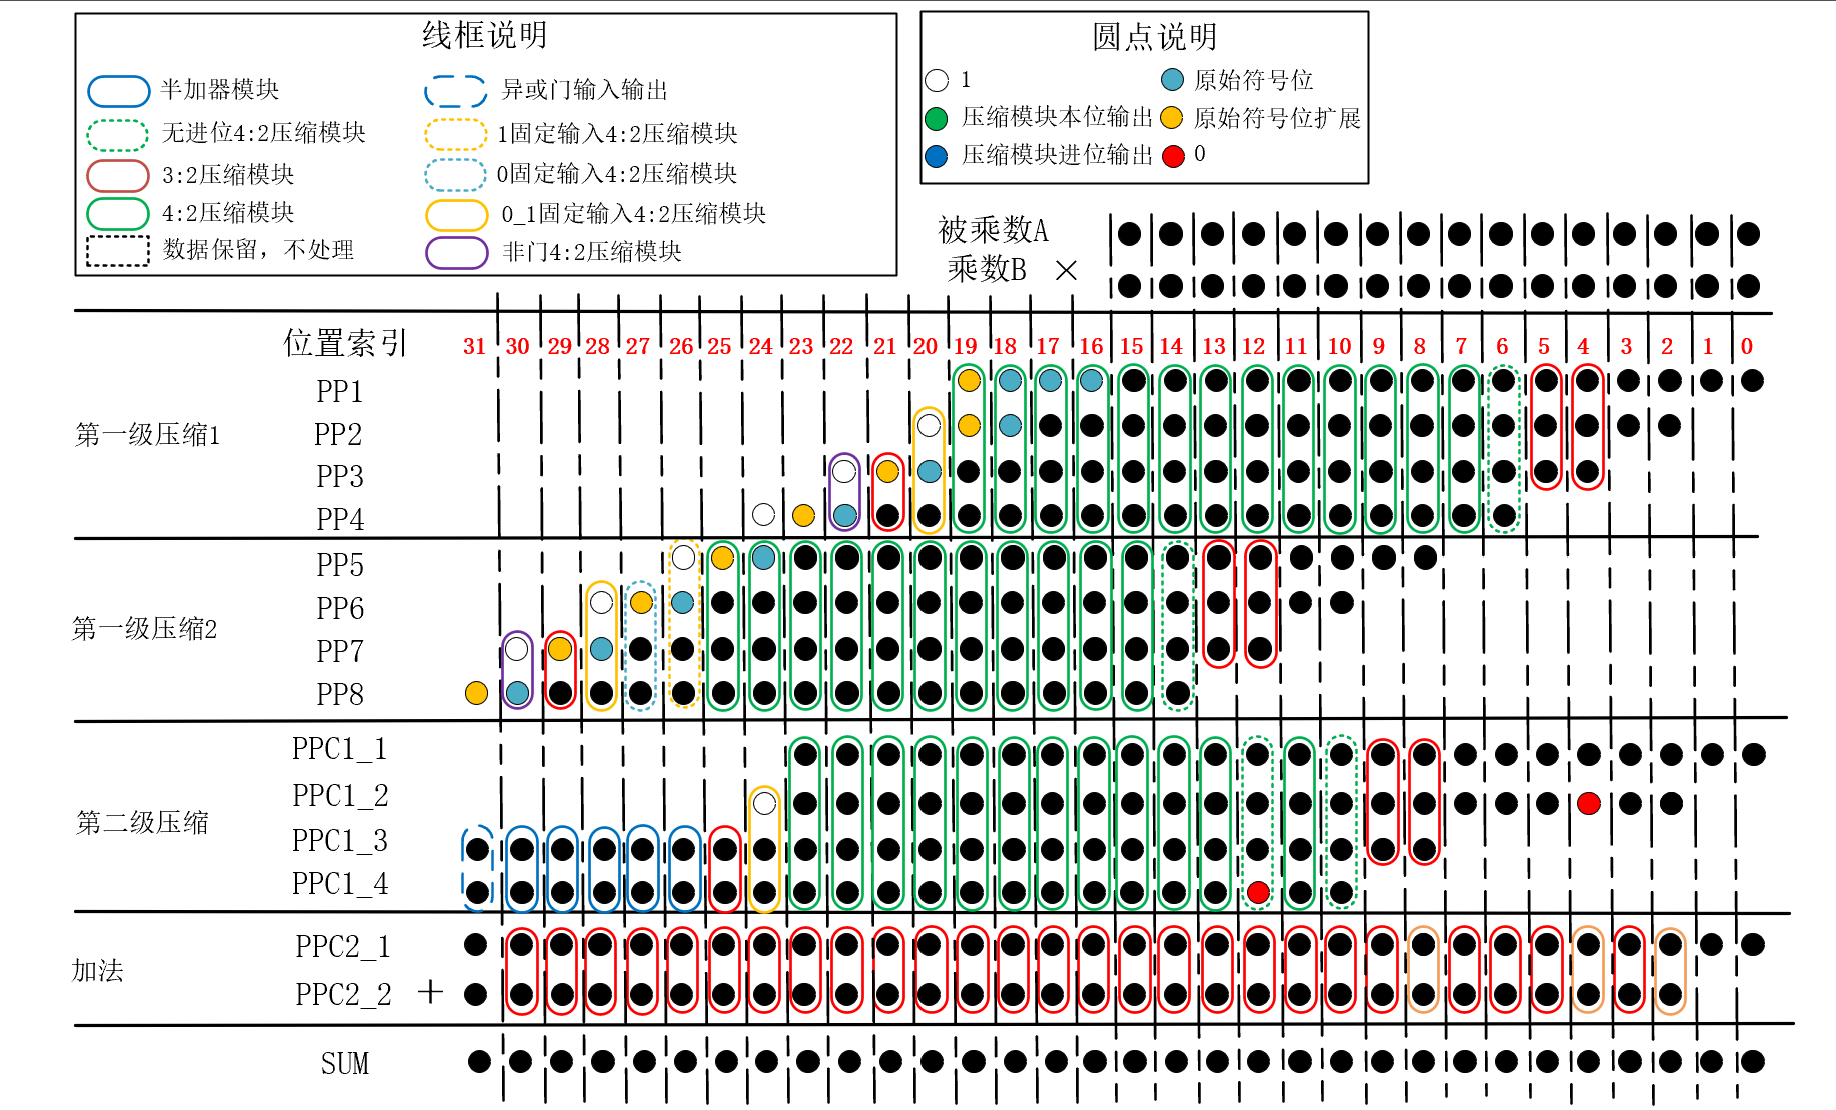 线框说明
半加器模块
异或门输入输出
无进位4:2压缩模块
1固定输入4:2压缩模块
3:2压缩模块
0固定输入4:2压缩模块
4:2压缩模块
0_1固定输入4:2压缩模块
数据保留，不处理
非门4:2压缩模块
圆点说明
1
原始符号位
压缩模块本位输出
原始符号位扩展
压缩模块进位输出
0
被乘数A
乘数B ×
位置索引 31 30 29 28 27 26 25 24 23 22 21 20 19 18 17 16 15 14 13 12 11 10 9 8 7 6 5 4 3 2 1 0
第一级压缩1
PP1
PP2
PP3
PP4
第一级压缩2
PP5
PP6
PP7
PP8
第二级压缩
PPC1_1
PPC1_2
PPC1_3
PPC1_4
加法
PPC2_1
PPC2_2 +
SUM